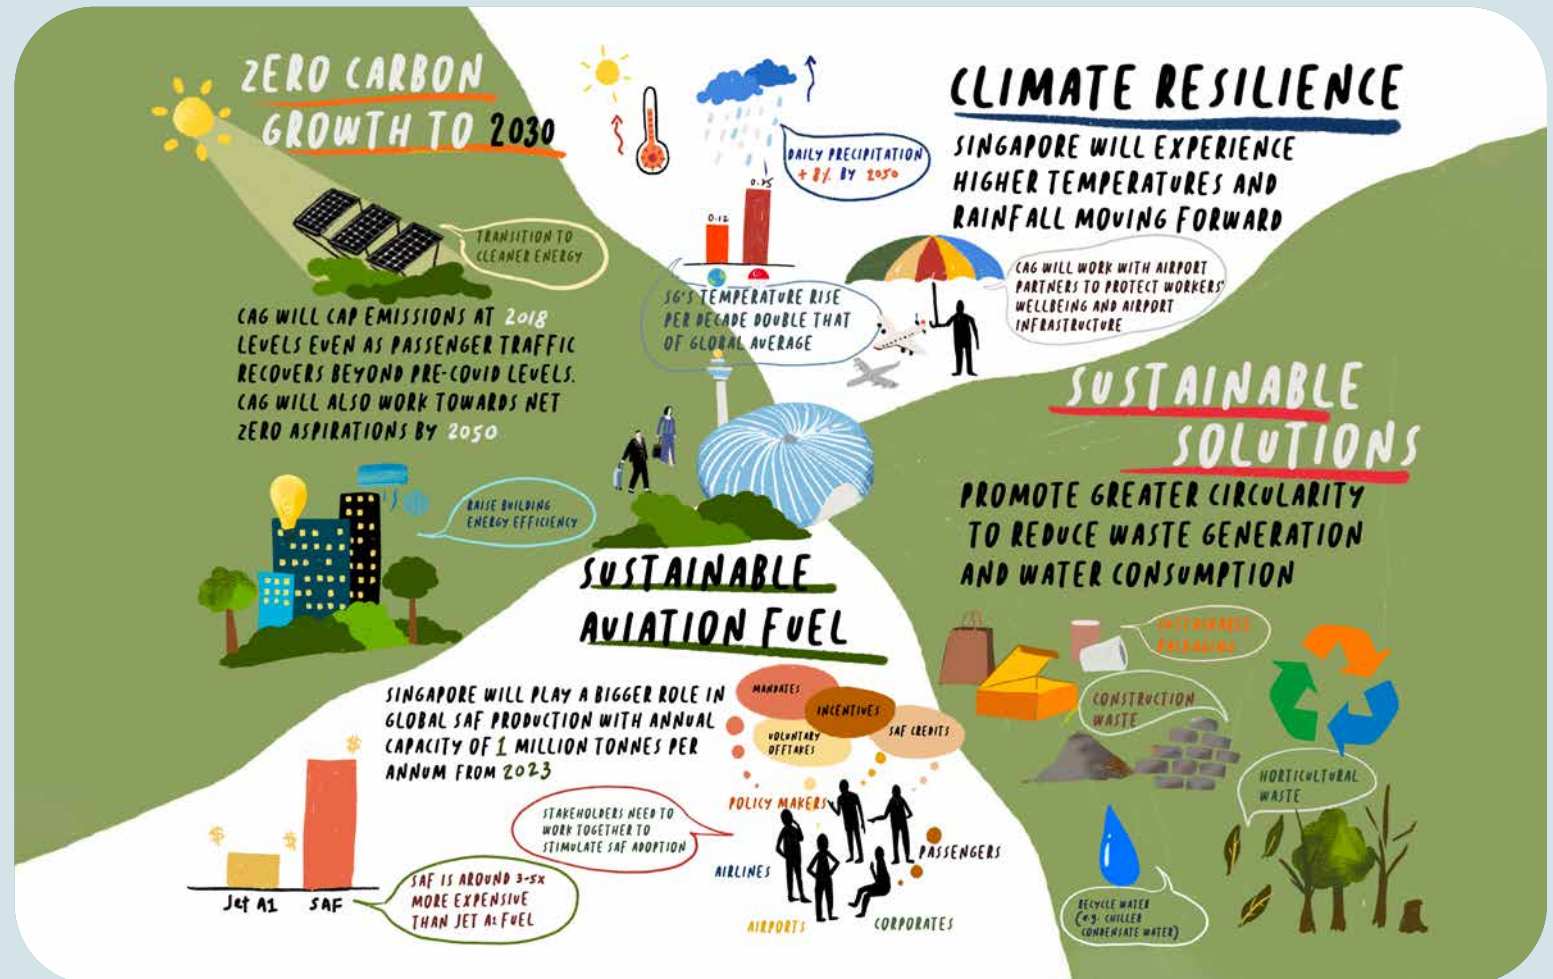 ZERO CARBON
GROWTH TO 2030
TRANSITION TO
CLEANER ENERGY
CAG WILL CAP EMISSIONS AT 2018
LEVELS EVEN AS PASSENGER TRAFFIC
RECOVERS BEYOND PRE-COVID LEVELS.
CAG WILL ALSO WORK TOWARDS NET
ZERO ASPIRATIONS BY 2050
RAISE BUILDING
ENERGY EFFICIENCY
DAILY PRECIPITATION
+ 8% BY 2050
0.12
0.25
SG'S TEMPERATURE RISE
PER DECADE DOUBLE THAT
OF GLOBAL AVERAGE
CLIMATE RESILIENCE
SINGAPORE WILL EXPERIENCE
HIGHER TEMPERATURES AND
RAINFALL MOVING FORWARD
CAG WILL WORK WITH AIRPORT
PARTNERS TO PROTECT WORKERS'
WELLBEING AND AIRPORT
INFRASTRUCTURE
SUSTAINABLE
SOLUTIONS
PROMOTE GREATER CIRCULARITY
TO REDUCE WASTE GENERATION
AND WATER CONSUMPTION
SUSTAINABLE
PACKAGING
CONSTRUCTION
WASTE
HORTICULTURAL
WASTE
RECYCLE WATER
(e.g. CHILLER
CONDENSATE WATER)
SUSTAINABLE
AVIATION FUEL
SINGAPORE WILL PLAY A BIGGER ROLE IN
GLOBAL SAF PRODUCTION WITH ANNUAL
CAPACITY OF 1 MILLION TONNES PER
ANNUM FROM 2023
$
$
$
Jet A1
SAF
SAF IS AROUND 3-5X
MORE EXPENSIVE
THAN JET A1 FUEL
STAKEHOLDERS NEED TO
WORK TOGETHER TO
STIMULATE SAF ADOPTION
MANDATES
INCENTIVES
VOLUNTARY
OFFTAKES
SAF CREDITS
POLICY MAKERS
AIRLINES
PASSENGERS
AIRPORTS
CORPORATES